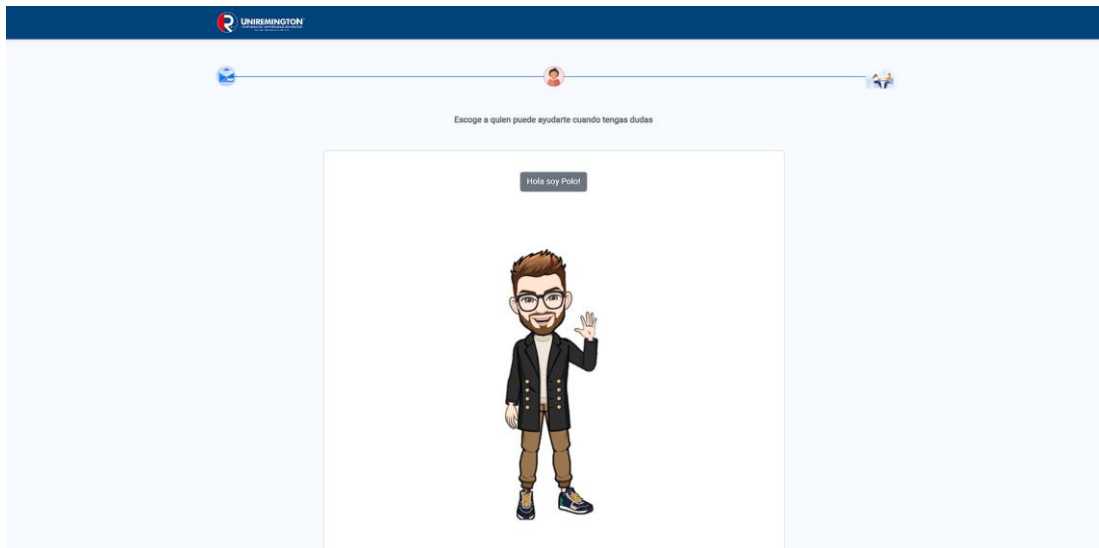 UNIREMINGTON
Escoge a quien puede ayudarte cuando tengas dudas
Hola soy Polo!